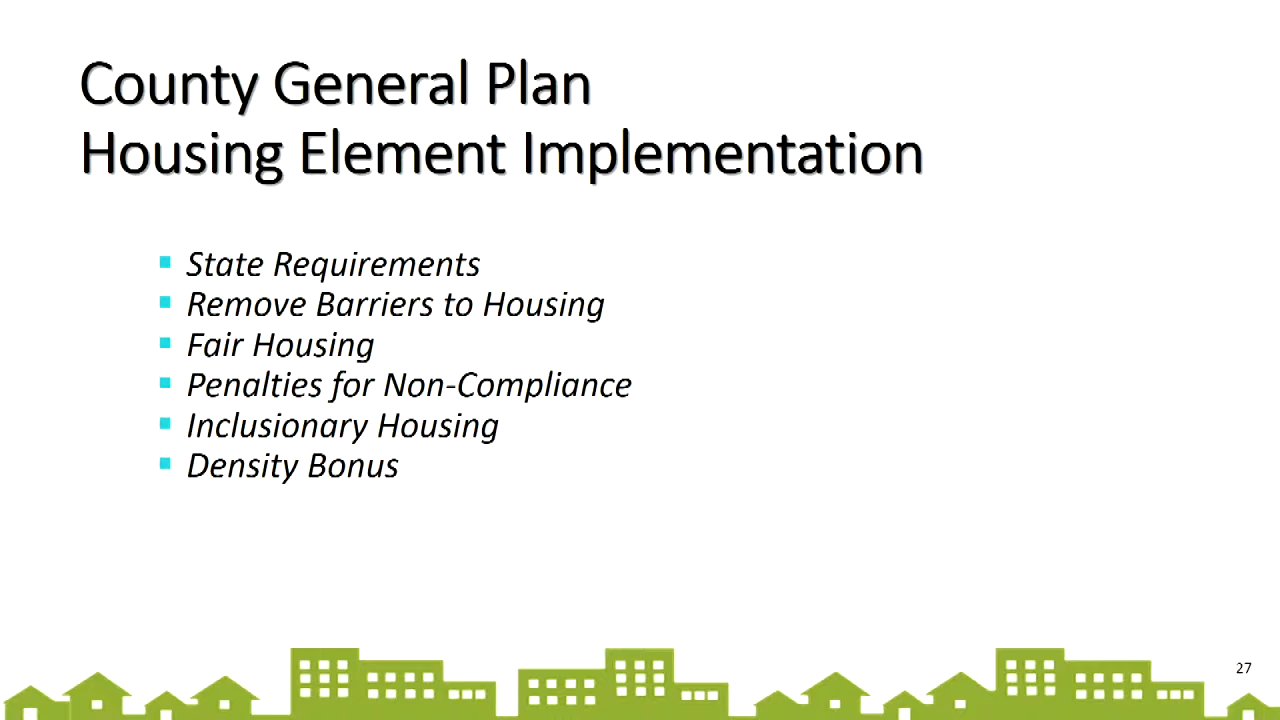 County General Plan
Housing Element Implementation
State Requirements
Remove Barriers to Housing
Fair Housing
Penalties for Non-Compliance
Inclusionary Housing
Density Bonus
27